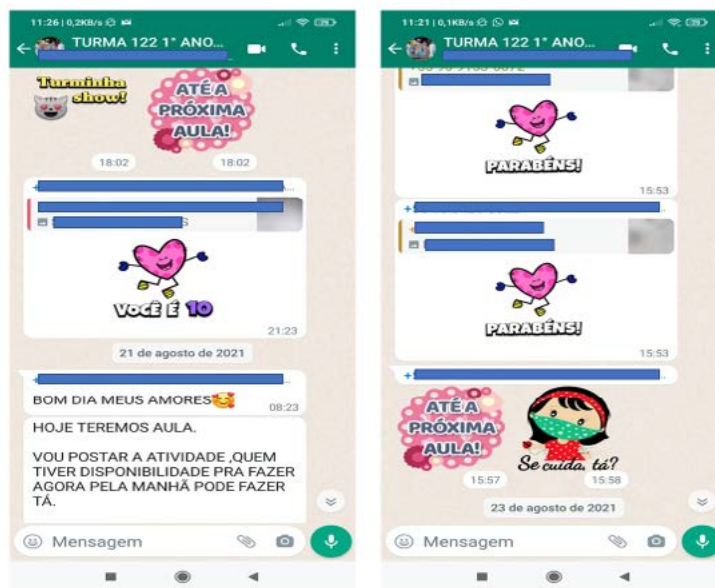 11:26 | 0,2KB/s
TURMA 122 1° ANO...
Turminha
show!
ATÉ A
PRÓXIMA
AULA!
18:02
18:02
VOCÊ É 10
21:23
21 de agosto de 2021
BOM DIA MEUS AMORES
08:23
HOJE TEREMOS AULA.
VOU POSTAR A ATIVIDADE ,QUEM
TIVER DISPONIBILIDADE PRA FAZER
AGORA PELA MANHÃ PODE FAZER
TÁ.
Mensagem
11:21 | 0,1KB/s
TURMA 122 1° ANO...
PARABÉNS!
15:53
PARABÉNS!
15:53
ATÉ A
PRÓXIMA
AULA!
Se cuida, tá?
15:57
15:58
23 de agosto de 2021
Mensagem